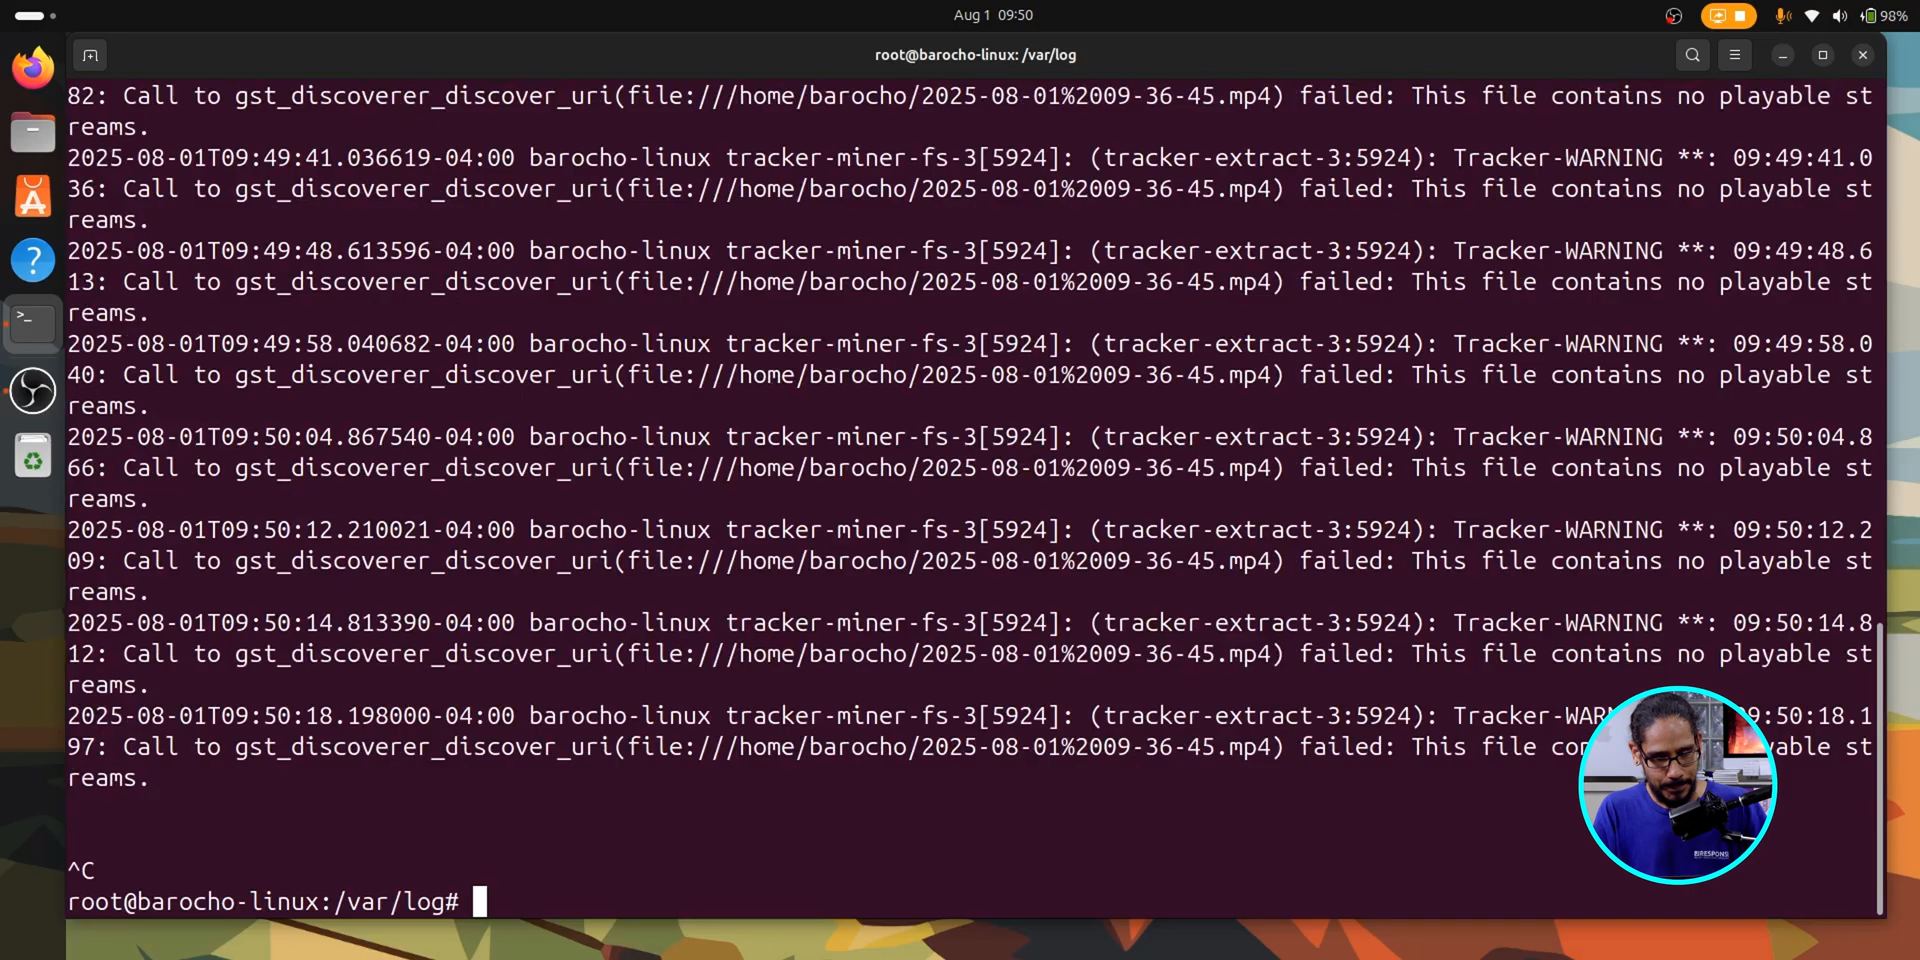 Aug 1 09:50
98%
root@barocho-linux: /var/log
82: Call to gst_discoverer_discover_uri(file:///home/barocho/2025-08-01%2009-36-45.mp4) failed: This file contains no playable st
reams.
2025-08-01T09:49:41.036619-04:00 barocho-linux tracker-miner-fs-3[5924]: (tracker-extract-3:5924): Tracker-WARNING **: 09:49:41.0
36: Call to gst_discoverer_discover_uri(file:///home/barocho/2025-08-01%2009-36-45.mp4) failed: This file contains no playable st
reams.
2025-08-01T09:49:48.613596-04:00 barocho-linux tracker-miner-fs-3[5924]: (tracker-extract-3:5924): Tracker-WARNING **: 09:49:48.6
13: Call to gst_discoverer_discover_uri(file:///home/barocho/2025-08-01%2009-36-45.mp4) failed: This file contains no playable st
reams.
2025-08-01T09:49:58.040682-04:00 barocho-linux tracker-miner-fs-3[5924]: (tracker-extract-3:5924): Tracker-WARNING **: 09:49:58.0
40: Call to gst_discoverer_discover_uri(file:///home/barocho/2025-08-01%2009-36-45.mp4) failed: This file contains no playable st
reams.
2025-08-01T09:50:04.867540-04:00 barocho-linux tracker-miner-fs-3[5924]: (tracker-extract-3:5924): Tracker-WARNING **: 09:50:04.8
66: Call to gst_discoverer_discover_uri(file:///home/barocho/2025-08-01%2009-36-45.mp4) failed: This file contains no playable st
reams.
2025-08-01T09:50:12.210021-04:00 barocho-linux tracker-miner-fs-3[5924]: (tracker-extract-3:5924): Tracker-WARNING **: 09:50:12.2
09: Call to gst_discoverer_discover_uri(file:///home/barocho/2025-08-01%2009-36-45.mp4) failed: This file contains no playable st
reams.
2025-08-01T09:50:14.813390-04:00 barocho-linux tracker-miner-fs-3[5924]: (tracker-extract-3:5924): Tracker-WARNING **: 09:50:14.8
12: Call to gst_discoverer_discover_uri(file:///home/barocho/2025-08-01%2009-36-45.mp4) failed: This file contains no playable st
reams.
2025-08-01T09:50:18.198000-04:00 barocho-linux tracker-miner-fs-3[5924]: (tracker-extract-3:5924): Tracker-WAR 9:50:18.1
97: Call to gst_discoverer_discover_uri(file:///home/barocho/2025-08-01%2009-36-45.mp4) failed: This file con yable st
reams.
^C
root@barocho-linux:/var/log#